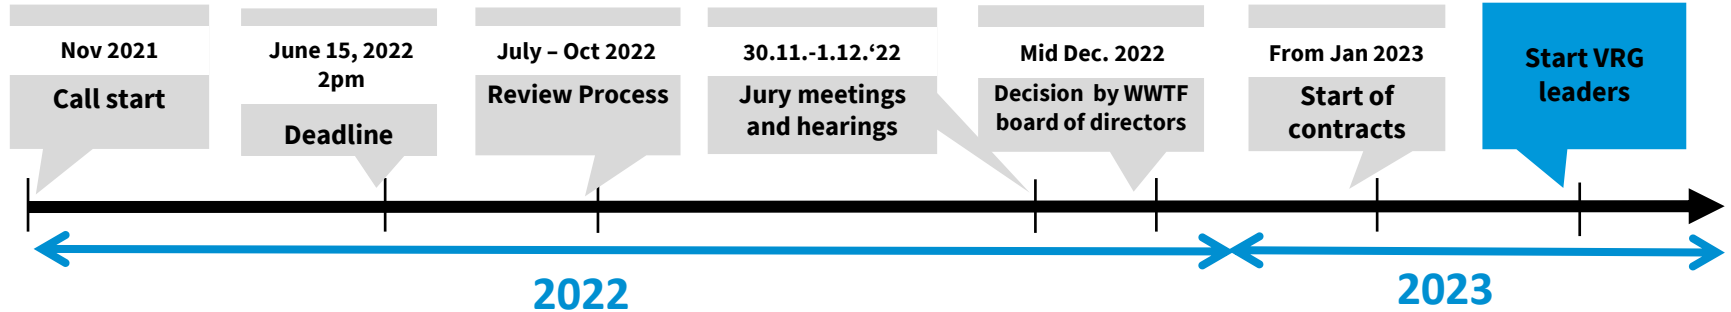 Nov 2021
Call start
June 15, 2022
2pm
Deadline
July – Oct 2022
Review Process
30.11.-1.12.‘22
Jury meetings
and hearings
Mid Dec. 2022
Decision  by WWTF
board of directors
From Jan 2023
Start of
contracts
Start VRG
leaders
2022
2023